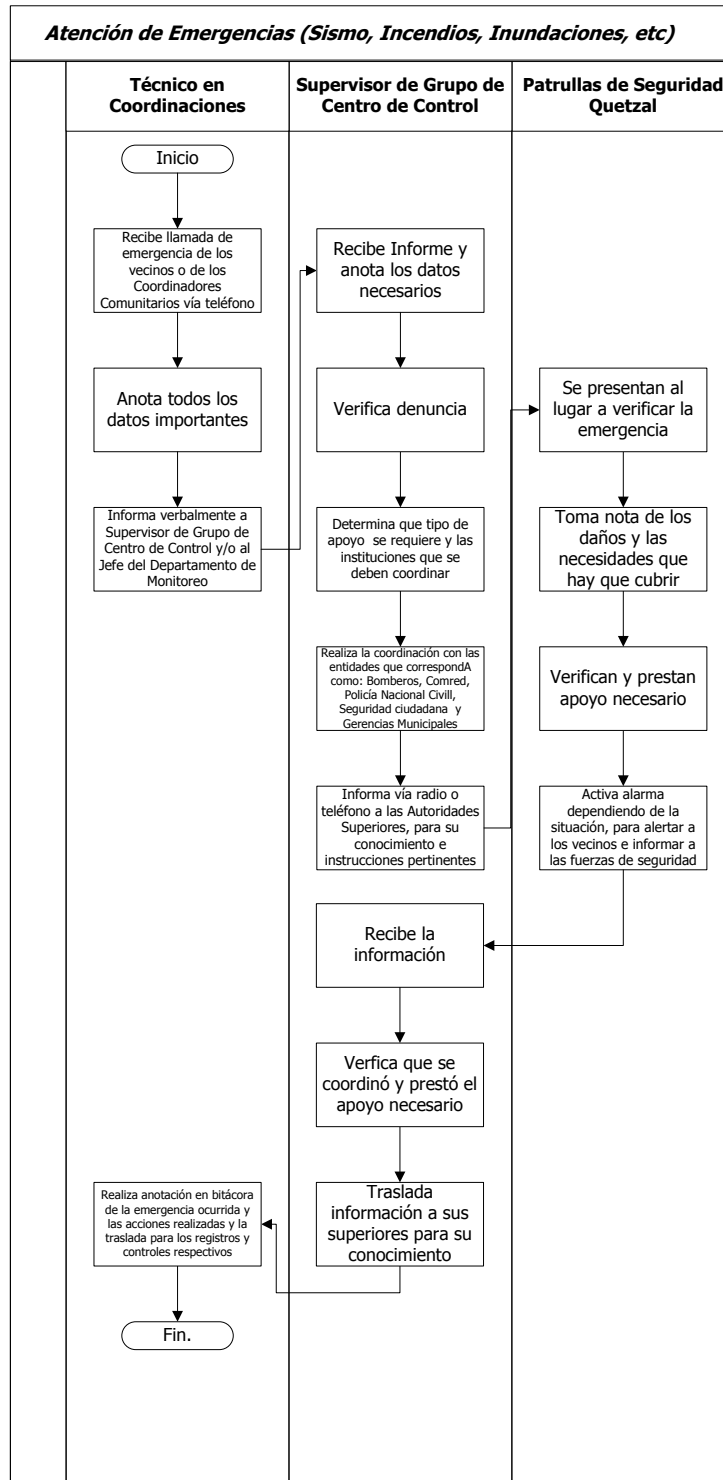 Atención de Emergencias (Sismo, Incendios, Inundaciones, etc)
Técnico en
Coordinaciones
Supervisor de Grupo de
Centro de Control
Patrullas de Seguridad
Quetzal
Inicio
Recibe llamada de
emergencia de los
vecinos o de los
Coordinadores
Comunitarios vía teléfono
Anota todos los
datos importantes
Informa verbalmente a
Supervisor de Grupo de
Centro de Control y/o al
Jefe del Departamento de
Monitoreo
Recibe Informe y
anota los datos
necesarios
Verifica denuncia
Determina que tipo de
apoyo se requiere y las
instituciones que se
deben coordinar
Realiza la coordinación con las
entidades que correspondA
como: Bomberos, Comred,
Policía Nacional Civill,
Seguridad ciudadana y
Gerencias Municipales
Informa vía radio o
teléfono a las Autoridades
Superiores, para su
conocimiento e
instrucciones pertinentes
Se presentan al
lugar a verificar la
emergencia
Toma nota de los
daños y las
necesidades que
hay que cubrir
Verifican y prestan
apoyo necesario
Activa alarma
dependiendo de la
situación, para alertar a
los vecinos e informar a
las fuerzas de seguridad
Recibe la
información
Verfica que se
coordinó y prestó el
apoyo necesario
Traslada
información a sus
superiores para su
conocimiento
Realiza anotación en bitácora
de la emergencia ocurrida y
las acciones realizadas y la
traslada para los registros y
controles respectivos
Fin.